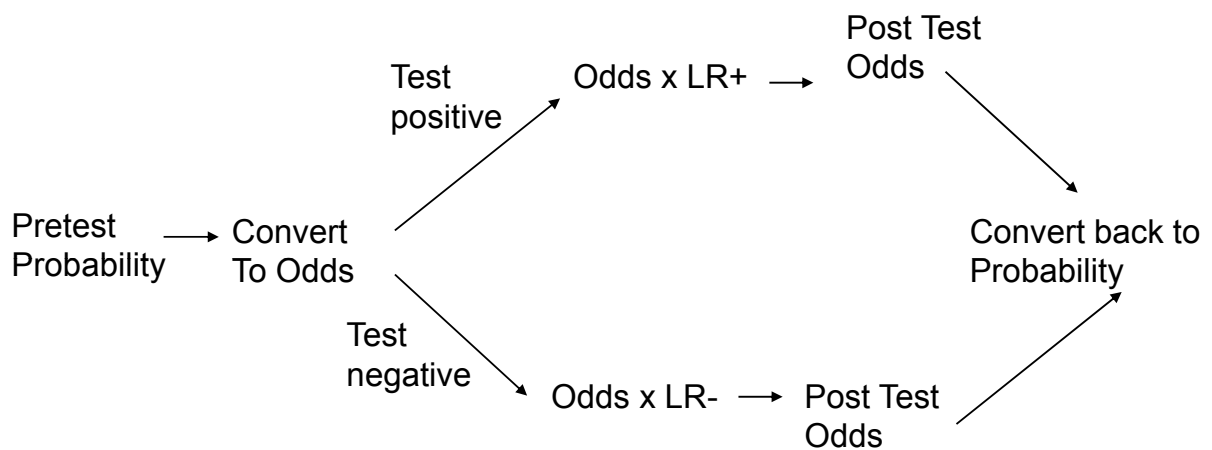 Pretest
Probability
Convert
To Odds
Test
positive
Odds x LR+
Post Test
Odds
Test
negative
Odds x LR-
Post Test
Odds
Convert back to
Probability